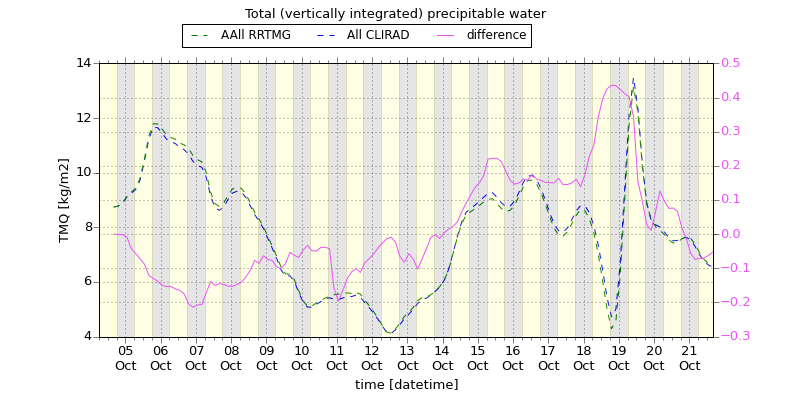 Total (vertically integrated) precipitable water
AAll RRTMG All CLIRAD difference
14
12
10
8
6
4
TMQ [kg/m2]
0.5
0.4
0.3
0.2
0.1
0.0
−0.1
−0.2
−0.3
05 06 07 08 09 10 11 12 13 14 15 16 17 18 19 20 21
Oct Oct Oct Oct Oct Oct Oct Oct Oct Oct Oct Oct Oct Oct Oct Oct Oct
time [datetime]